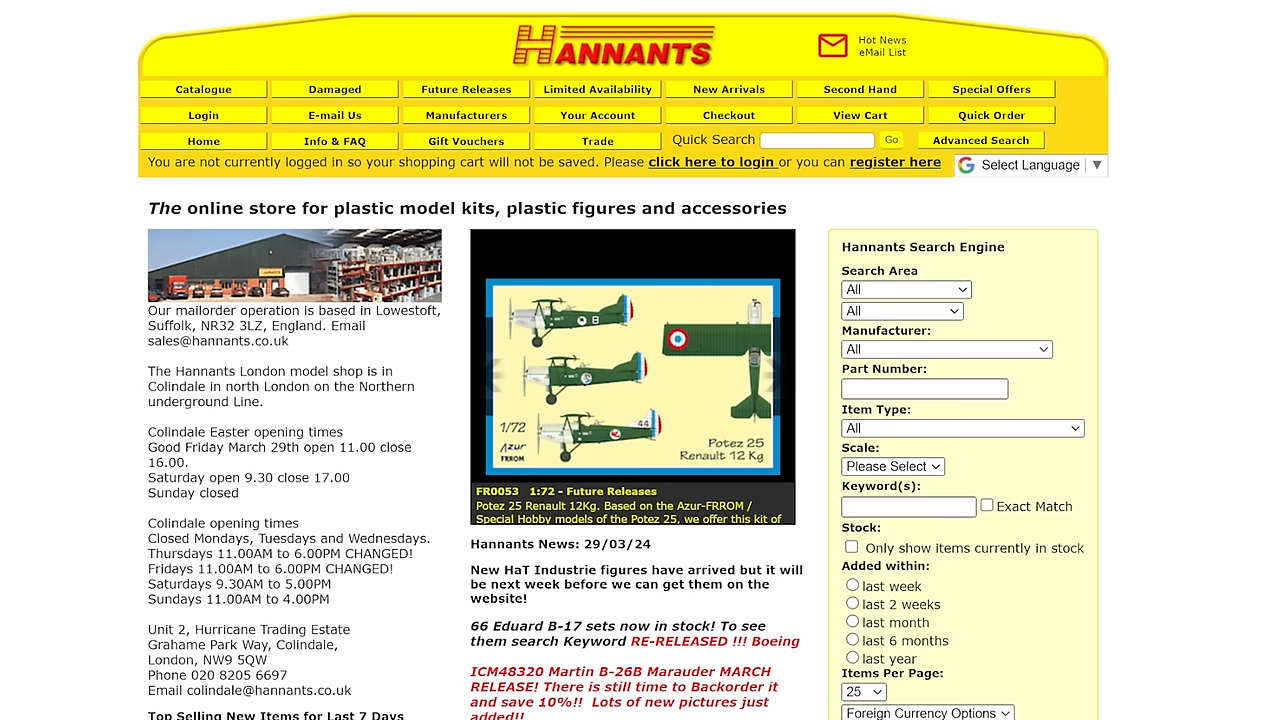 HANNANTS
Hot News
eMail List
Catalogue
Damaged
Future Releases
Limited Availability
New Arrivals
Second Hand
Special Offers
Login
E-mail Us
Manufacturers
Your Account
Checkout
View Cart
Quick Order
Home
Info & FAQ
Gift Vouchers
Trade
Quick Search
Go
Advanced Search
You are not currently logged in so your shopping cart will not be saved. Please click here to login or you can register here
Select Language ▼
The online store for plastic model kits, plastic figures and accessories
HANNANTS
Our mailorder operation is based in Lowestoft,
Suffolk, NR32 3LZ, England. Email
sales@hannants.co.uk
The Hannants London model shop is in
Colindale in north London on the Northern
underground Line.
Colindale Easter opening times
Good Friday March 29th open 11.00 close
16.00.
Saturday open 9.30 close 17.00
Sunday closed
Colindale opening times
Closed Mondays, Tuesdays and Wednesdays.
Thursdays 11.00AM to 6.00PM CHANGED!
Fridays 11.00AM to 6.00PM CHANGED!
Saturdays 9.30AM to 5.00PM
Sundays 11.00AM to 4.00PM
Unit 2, Hurricane Trading Estate
Grahame Park Way, Colindale,
London, NW9 5QW
Phone 020 8205 6697
Email colindale@hannants.co.uk
Top Selling New Items for Last 7 Days
8
44
1/72
Azur
FRROM
Potez 25
Renault 12 Kg
FR0053 1:72 - Future Releases
Potez 25 Renault 12Kg. Based on the Azur-FRROM /
Special Hobby models of the Potez 25, we offer this kit of
Hannants News: 29/03/24
New HaT Industrie figures have arrived but it will
be next week before we can get them on the
website!
66 Eduard B-17 sets now in stock! To see
them search Keyword RE-RELEASED !!! Boeing
ICM48320 Martin B-26B Marauder MARCH
RELEASE! There is still time to Backorder it
and save 10%!! Lots of new pictures just
added!!
Hannants Search Engine
Search Area
All
All
Manufacturer:
All
Part Number:
Item Type:
All
Scale:
Please Select
Keyword(s):
Exact Match
Stock:
Only show items currently in stock
Added within:
last week
last 2 weeks
last month
last 6 months
last year
Items Per Page:
25
Foreign Currency Options